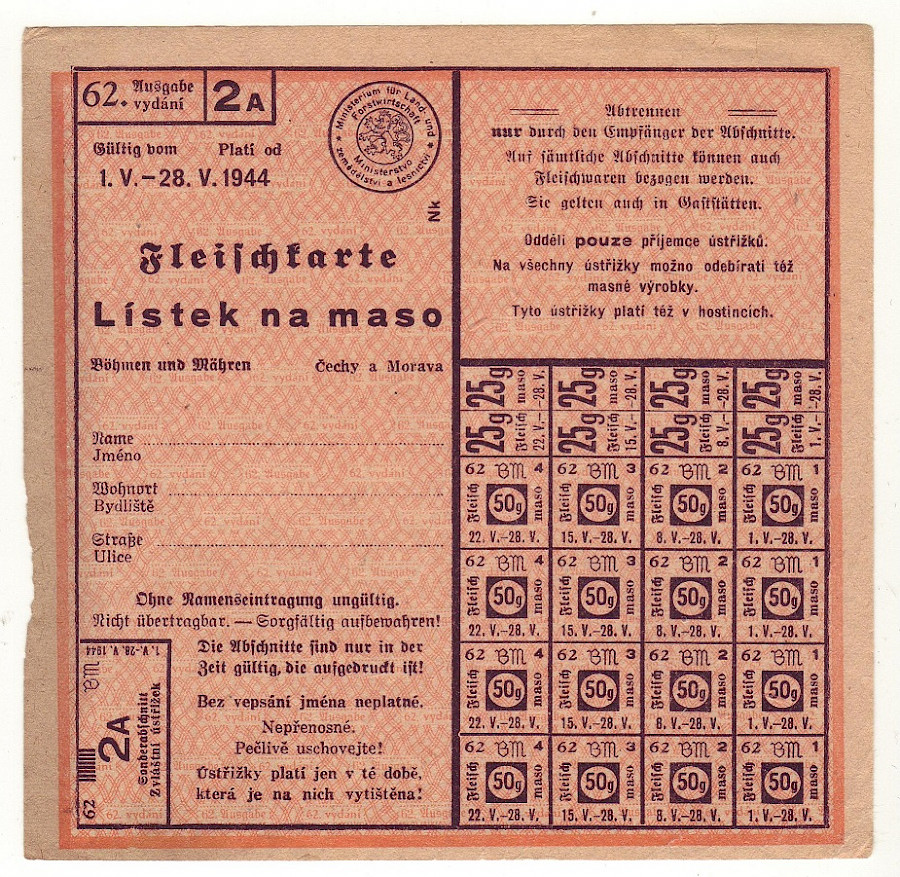 62. Ausgabe
vydání
2A
Gültig vom Platí od
1. V.–28. V. 1944
Ministerium für Land- und Forstwirtschaft
Ministerstvo zemědělství a lesnictví
Nk
Fleischkarte
Lístek na maso
Böhmen und Mähren Čechy a Morava
Name
Jméno
Wohnort
Bydliště
Straße
Ulice
Ohne Namenseintragung ungültig.
Nicht übertragbar. — Sorgfältig aufbewahren!
Die Abschnitte sind nur in der
Zeit gültig, die aufgedruckt ist!
Bez vepsání jména neplatné.
Nepřenosné.
Pečlivě uschovejte!
Ústřižky platí jen v té době,
která je na nich vytištěna!
1. V.–28. V. 1944
BM
2A
Sonderabschnitt
Zvláštní ústřižek
62
Abtrennen
nur durch den Empfänger der Abschnitte.
Auf sämtliche Abschnitte können auch
Fleischwaren bezogen werden.
Sie gelten auch in Gaststätten.
Oddělí pouze příjemce ústřižků.
Na všechny ústřižky možno odebírati též
masné výrobky.
Tyto ústřižky platí též v hostincích.
25g maso 25g maso 25g maso 25g maso
25g Fleisch 25g Fleisch 25g Fleisch 25g Fleisch
22. V.–28. V. 15. V.–28. V. 8. V.–28. V. 1. V.–28. V.
62 BM 4 62 BM 3 62 BM 2 62 BM 1
Fleisch 50g maso Fleisch 50g maso Fleisch 50g maso Fleisch 50g maso
22. V.–28. V. 15. V.–28. V. 8. V.–28. V. 1. V.–28. V.
62 BM 4 62 BM 3 62 BM 2 62 BM 1
Fleisch 50g maso Fleisch 50g maso Fleisch 50g maso Fleisch 50g maso
22. V.–28. V. 15. V.–28. V. 8. V.–28. V. 1. V.–28. V.
62 BM 4 62 BM 3 62 BM 2 62 BM 1
Fleisch 50g maso Fleisch 50g maso Fleisch 50g maso Fleisch 50g maso
22. V.–28. V. 15. V.–28. V. 8. V.–28. V. 1. V.–28. V.
62 BM 4 62 BM 3 62 BM 2 62 BM 1
Fleisch 50g maso Fleisch 50g maso Fleisch 50g maso Fleisch 50g maso
22. V.–28. V. 15. V.–28. V. 8. V.–28. V. 1. V.–28. V.